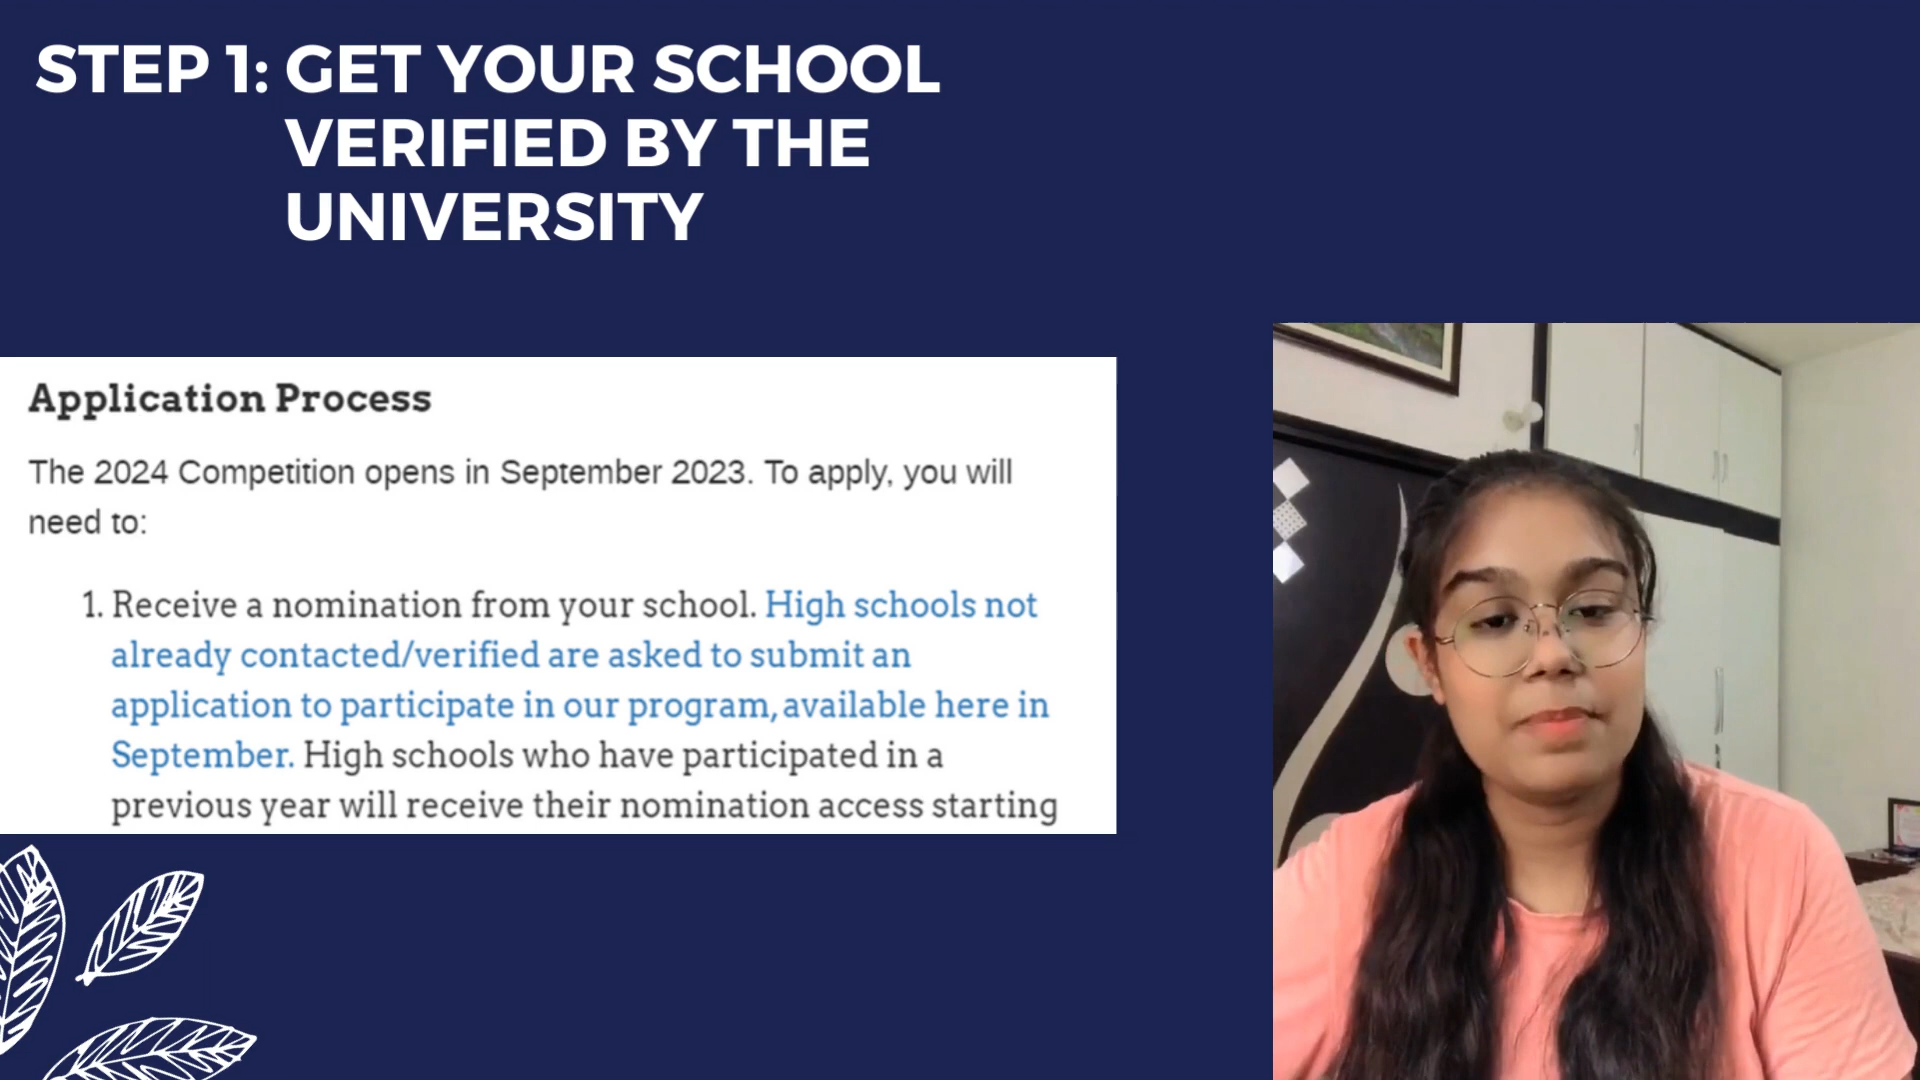 STEP 1: GET YOUR SCHOOL
VERIFIED BY THE
UNIVERSITY
Application Process
The 2024 Competition opens in September 2023. To apply, you will
need to:
1. Receive a nomination from your school. High schools not
already contacted/verified are asked to submit an
application to participate in our program, available here in
September. High schools who have participated in a
previous year will receive their nomination access starting